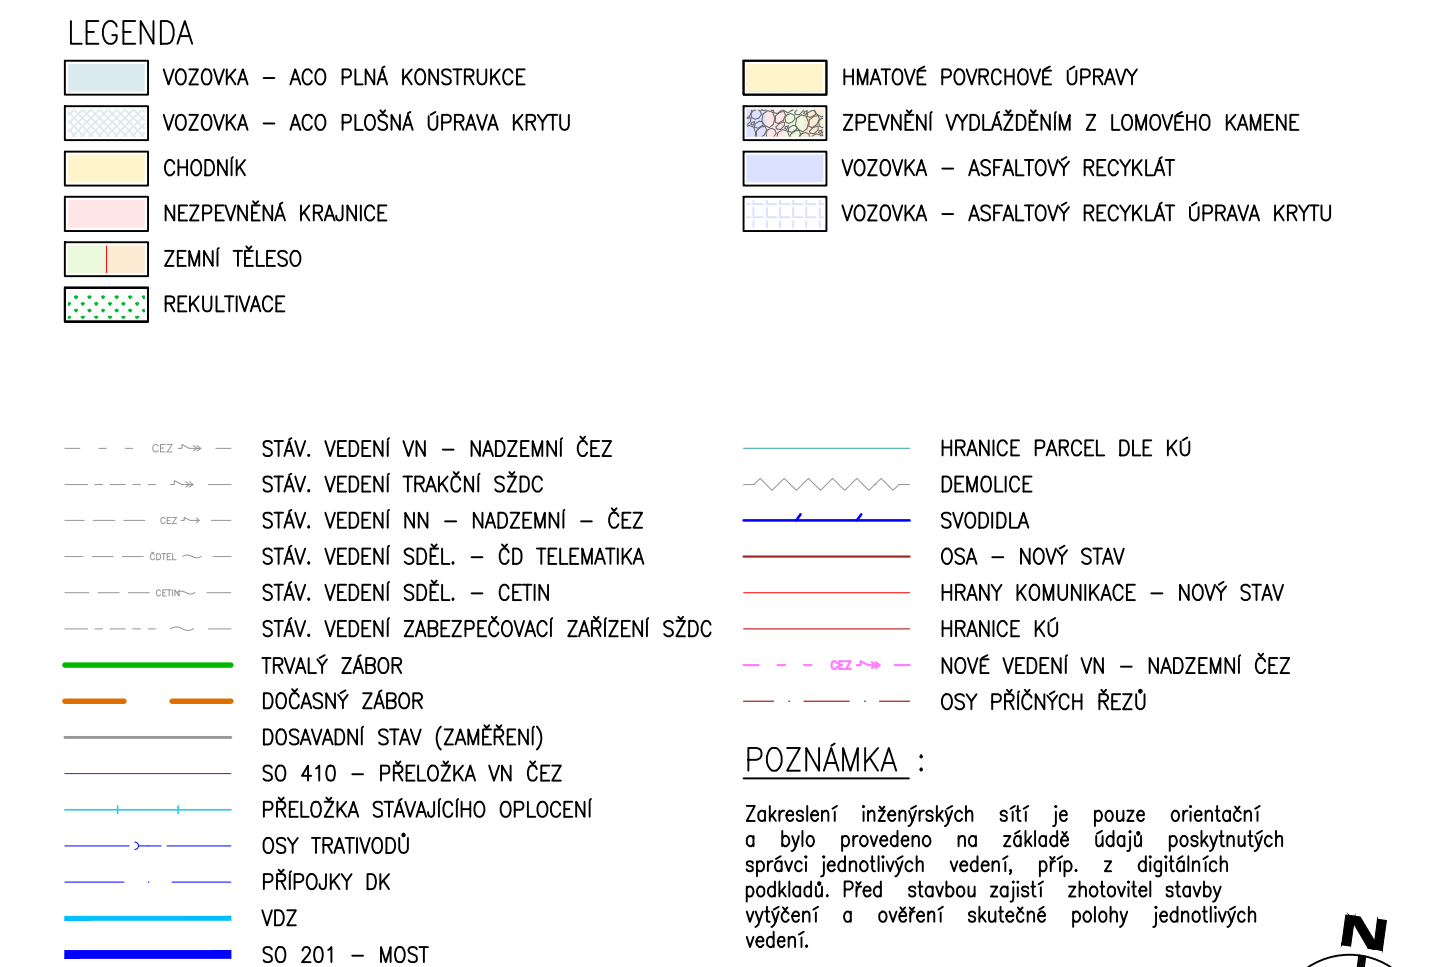 LEGENDA
VOZOVKA – ACO PLNÁ KONSTRUKCE
VOZOVKA – ACO PLOŠNÁ ÚPRAVA KRYTU
CHODNÍK
NEZPEVNĚNÁ KRAJNICE
ZEMNÍ TĚLESO
REKULTIVACE
HMATOVÉ POVRCHOVÉ ÚPRAVY
ZPEVNĚNÍ VYDLÁŽDĚNÍM Z LOMOVÉHO KAMENE
VOZOVKA – ASFALTOVÝ RECYKLÁT
VOZOVKA – ASFALTOVÝ RECYKLÁT ÚPRAVA KRYTU
CEZ STÁV. VEDENÍ VN – NADZEMNÍ ČEZ
STÁV. VEDENÍ TRAKČNÍ SŽDC
CEZ STÁV. VEDENÍ NN – NADZEMNÍ – ČEZ
ČDTEL STÁV. VEDENÍ SDĚL. – ČD TELEMATIKA
CETIN STÁV. VEDENÍ SDĚL. – CETIN
STÁV. VEDENÍ ZABEZPEČOVACÍ ZAŘÍZENÍ SŽDC
TRVALÝ ZÁBOR
DOČASNÝ ZÁBOR
DOSAVADNÍ STAV (ZAMĚŘENÍ)
SO 410 – PŘELOŽKA VN ČEZ
PŘELOŽKA STÁVAJÍCÍHO OPLOCENÍ
OSY TRATIVODŮ
PŘÍPOJKY DK
VDZ
SO 201 – MOST
HRANICE PARCEL DLE KÚ
DEMOLICE
SVODIDLA
OSA – NOVÝ STAV
HRANY KOMUNIKACE – NOVÝ STAV
HRANICE KÚ
CEZ NOVÉ VEDENÍ VN – NADZEMNÍ ČEZ
OSY PŘÍČNÝCH ŘEZŮ
POZNÁMKA :
Zakreslení inženýrských sítí je pouze orientační
a bylo provedeno na základě údajů poskytnutých
správci jednotlivých vedení, příp. z digitálních
podkladů. Před stavbou zajistí zhotovitel stavby
vytýčení a ověření skutečné polohy jednotlivých
vedení.
N